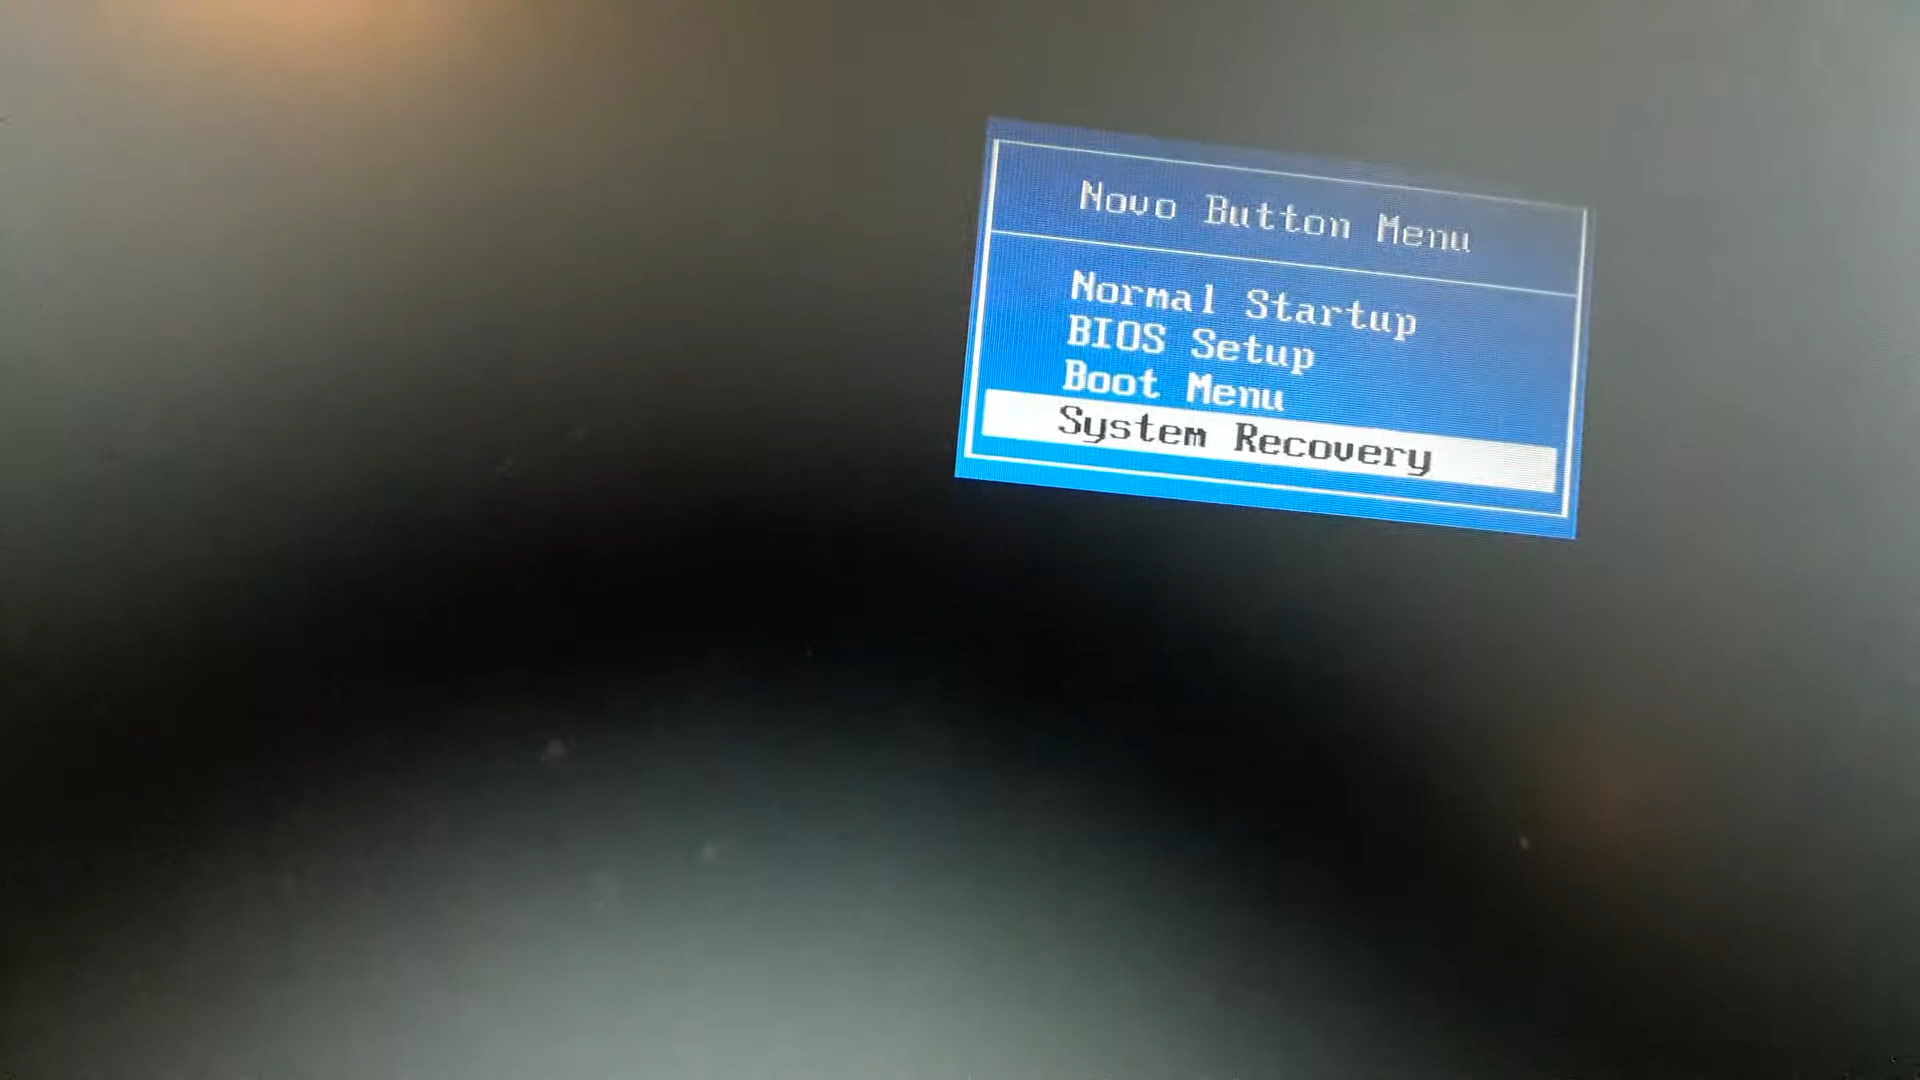 Novo Button Menu
Normal Startup
BIOS Setup
Boot Menu
System Recovery